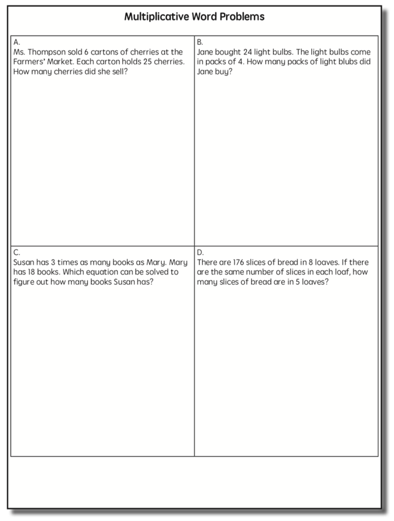 Multiplicative Word Problems
A.
Ms. Thompson sold 6 cartons of cherries at the
Farmers' Market. Each carton holds 25 cherries.
How many cherries did she sell?
B.
Jane bought 24 light bulbs. The light bulbs come
in packs of 4. How many packs of light blubs did
Jane buy?
C.
Susan has 3 times as many books as Mary. Mary
has 18 books. Which equation can be solved to
figure out how many books Susan has?
D.
There are 176 slices of bread in 8 loaves. If there
are the same number of slices in each loaf, how
many slices of bread are in 5 loaves?